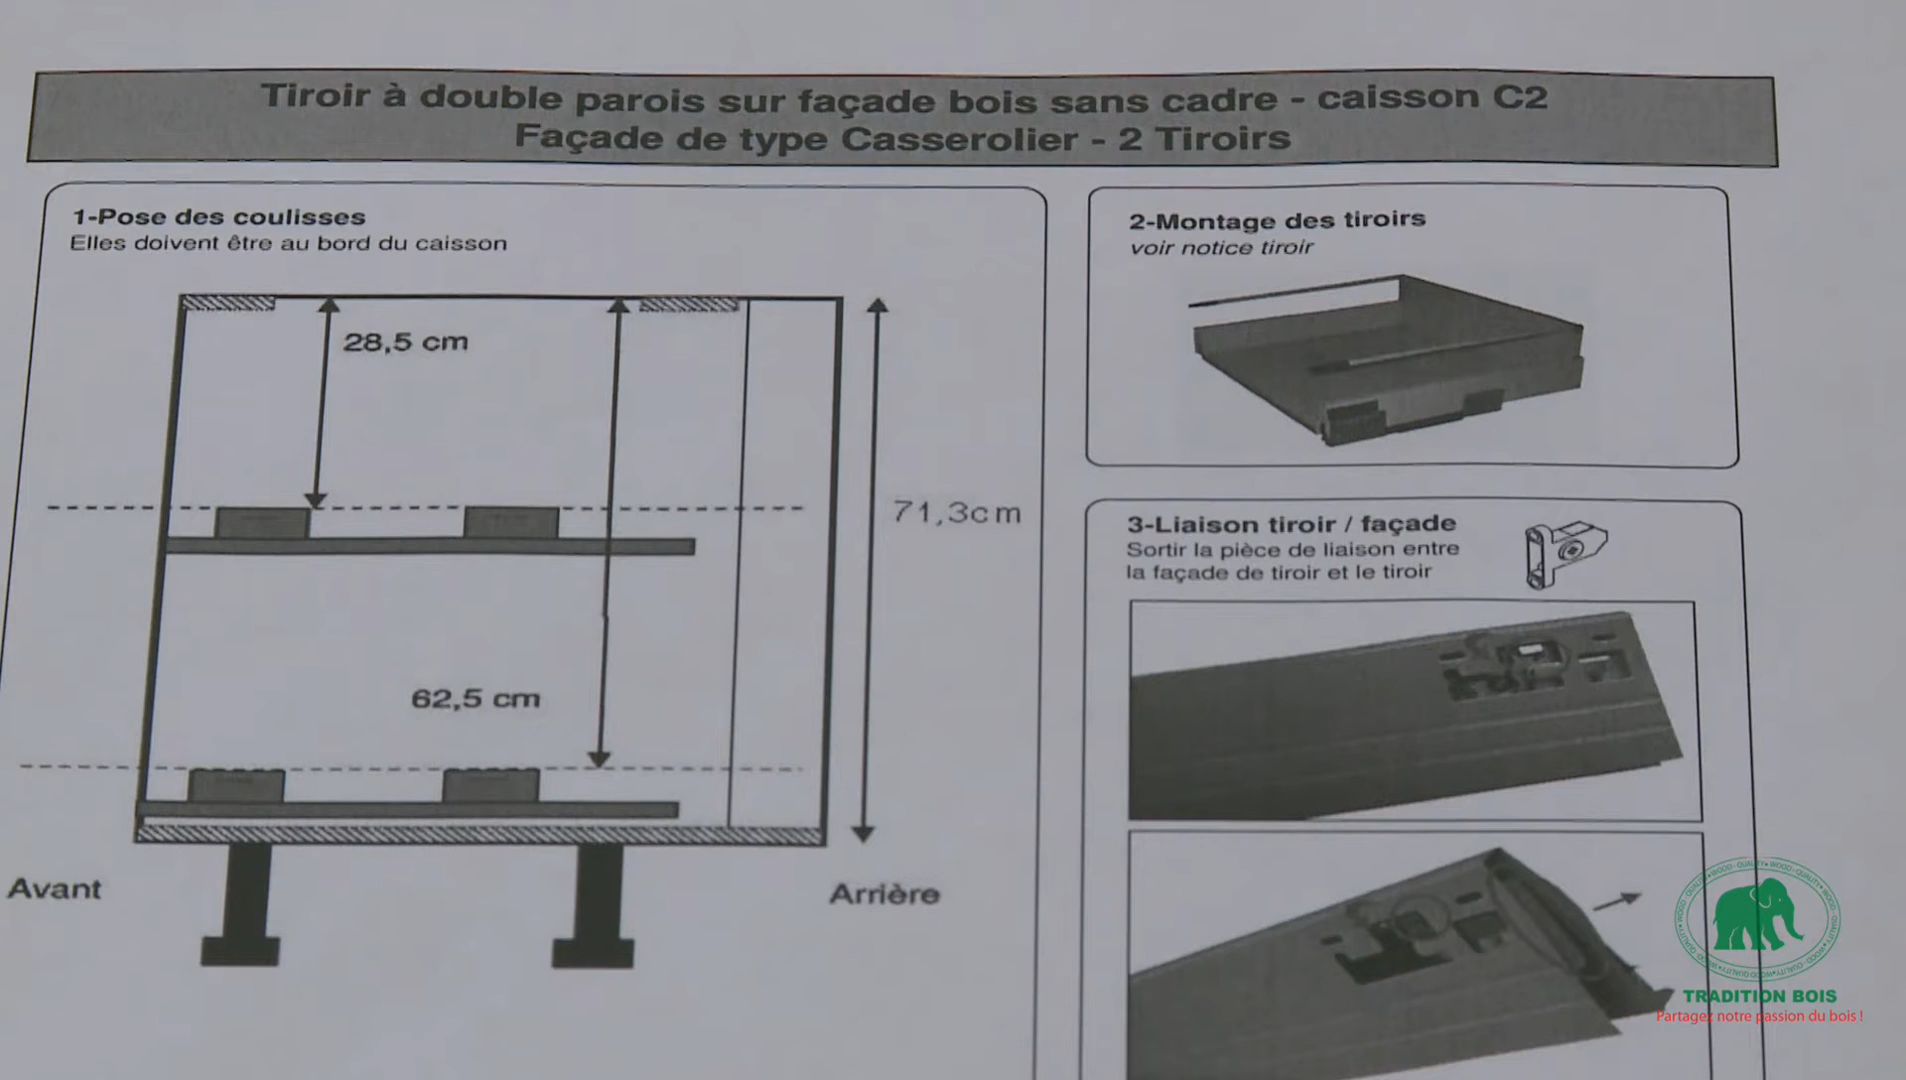 Tiroir à double parois sur façade bois sans cadre - caisson C2
Façade de type Casserolier - 2 Tiroirs
1-Pose des coulisses
Elles doivent être au bord du caisson
28,5 cm
71,3cm
62,5 cm
Avant
Arrière
2-Montage des tiroirs
voir notice tiroir
3-Liaison tiroir / façade
Sortir la pièce de liaison entre
la façade de tiroir et le tiroir
TRADITION BOIS
Partagez notre passion du bois !